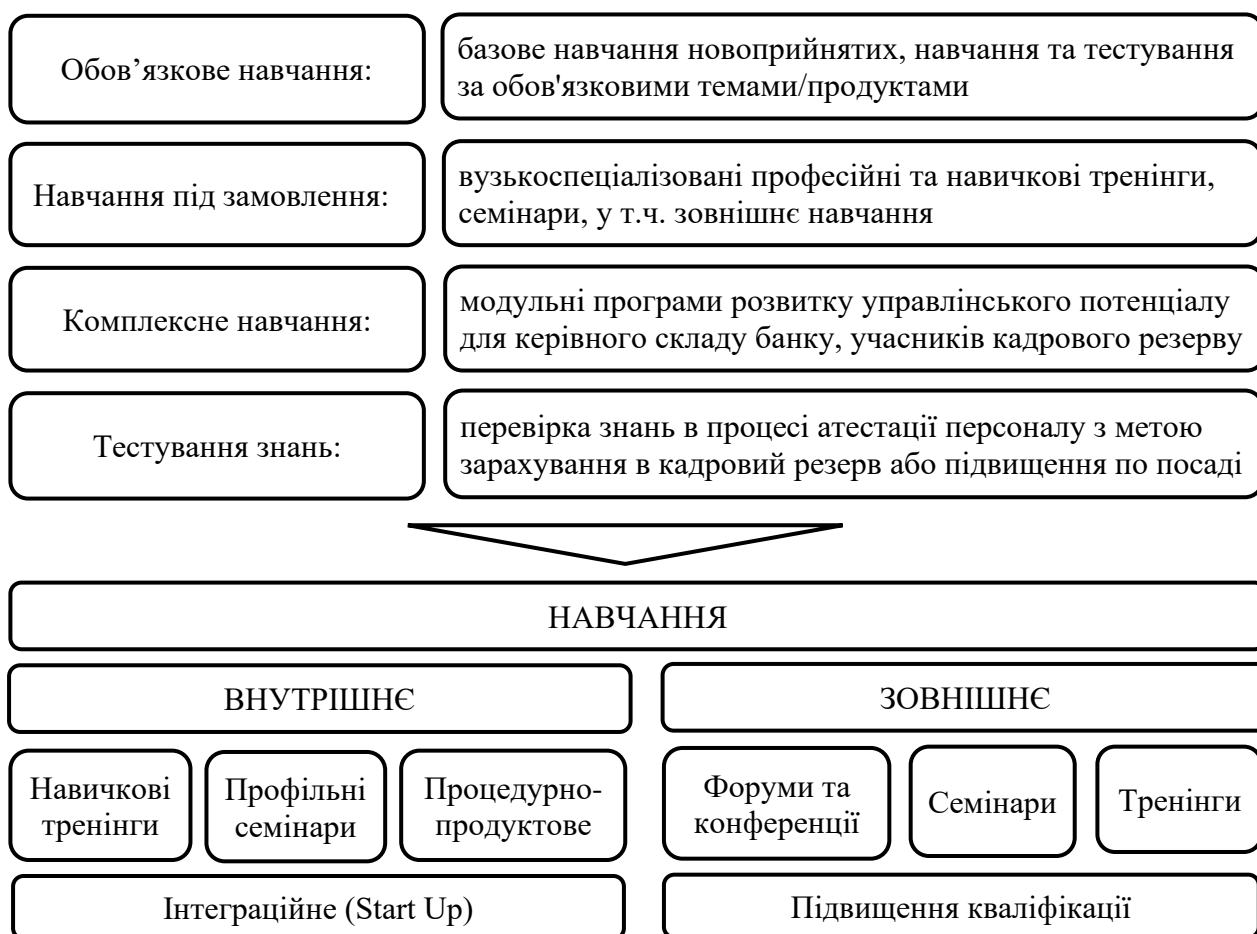 Обов’язкове навчання:
базове навчання новоприйнятих, навчання та тестування
за обов'язковими темами/продуктами
Навчання під замовлення:
вузькоспеціалізовані професійні та навичкові тренінги,
семінари, у т.ч. зовнішнє навчання
Комплексне навчання:
модульні програми розвитку управлінського потенціалу
для керівного складу банку, учасників кадрового резерву
Тестування знань:
перевірка знань в процесі атестації персоналу з метою
зарахування в кадровий резерв або підвищення по посаді
НАВЧАННЯ
ВНУТРІШНЄ
ЗОВНІШНЄ
Навичкові
тренінги
Профільні
семінари
Процедурно-
продуктове
Форуми та
конференції
Семінари
Тренінги
Інтеграційне (Start Up)
Підвищення кваліфікації